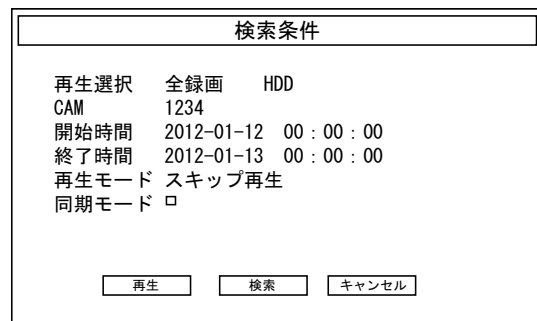 検索条件
再生選択 全録画 HDD
CAM 1234
開始時間 2012-01-12 00：00：00
終了時間 2012-01-13 00：00：00
再生モード スキップ再生
同期モード □
再生 検索 キャンセル